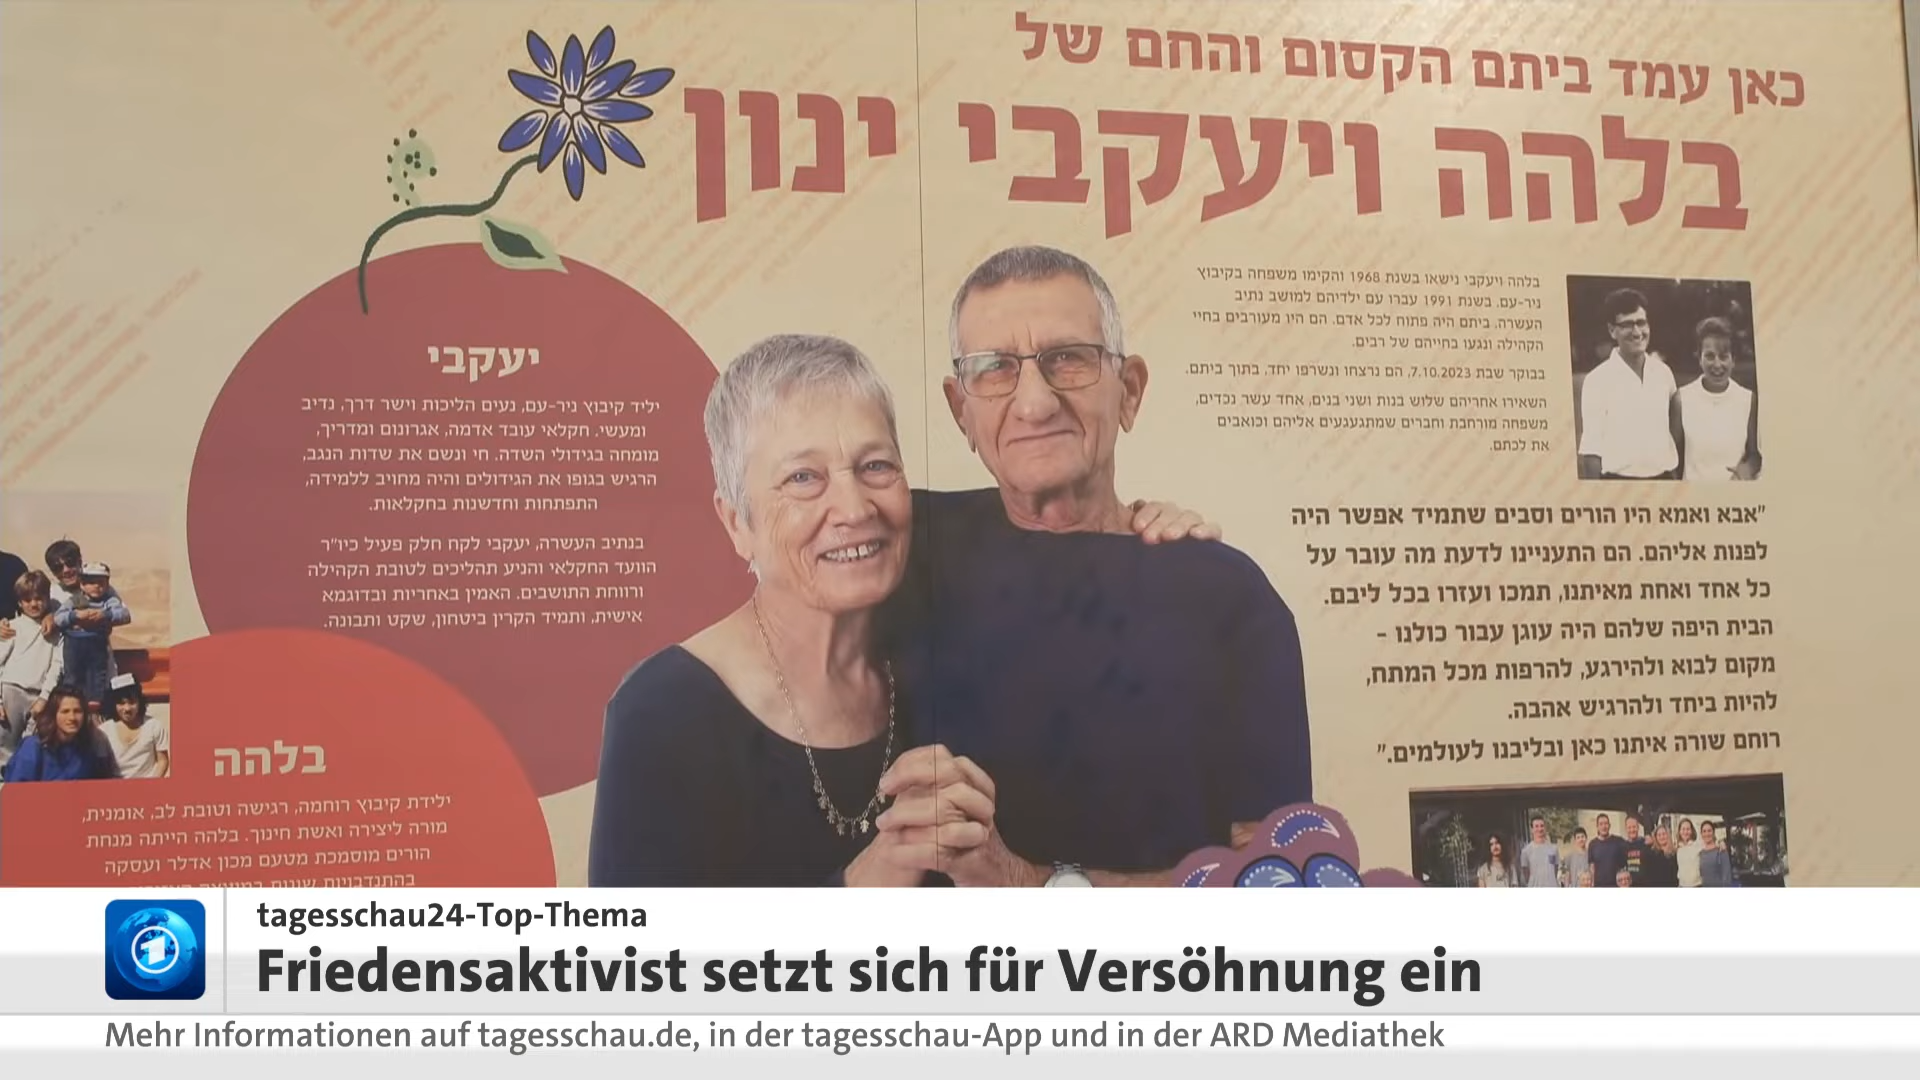 כאן עמד ביתם הקסום והחם של
בלהה ויעקבי ינון
בלהה ויעקבי נישאו בשנת 1968 והקימו משפחה בקיבוץ
ניר-עם. בשנת 1991 עברו עם ילדיהם למושב נתיב
העשרה. ביתם היה פתוח לכל אדם. הם היו מעורבים בחיי
הקהילה ונגעו בחייהם של רבים.
בבוקר שבת 7.10.2023, הם נרצחו ונשרפו יחד, בתוך ביתם.
השאירו אחריהם שלוש בנות ושני בנים, אחד עשר נכדים,
משפחה מורחבת וחברים שמתגעגעים אליהם וכואבים
את לכתם.
"אבא ואמא היו הורים וסבים שתמיד אפשר היה
לפנות אליהם. הם התעניינו לדעת מה עובר על
כל אחד ואחת מאיתנו, תמכו ועזרו בכל ליבם.
הבית היפה שלהם היה עוגן עבור כולנו -
מקום לבוא ולהירגע, להרפות מכל המתח,
להיות ביחד ולהרגיש אהבה.
רוחם שורה איתנו כאן ובליבנו לעולמים."
יעקבי
יליד קיבוץ ניר-עם, נעים הליכות וישר דרך, נדיב
ומעשי. חקלאי עובד אדמה, אגרונום ומדריך,
מומחה בגידולי השדה. חי ונשם את שדות הנגב,
הרגיש בגופו את הגידולים והיה מחויב ללמידה,
התפתחות וחדשנות בחקלאות.
בנתיב העשרה, יעקבי לקח חלק פעיל כיו"ר
הוועד החקלאי והניע תהליכים לטובת הקהילה
ורווחת התושבים. האמין באחריות ובדוגמא
אישית, ותמיד הקרין ביטחון, שקט ותבונה.
בלהה
ילידת קיבוץ רוחמה, רגישה וטובת לב, אומנית,
מורה ליצירה ואשת חינוך. בלהה הייתה מנחת
הורים מוסמכת מטעם מכון אדלר ועסקה
בהתנדבויות שונות
tagesschau24-Top-Thema
Friedensaktivist setzt sich für Versöhnung ein
Mehr Informationen auf tagesschau.de, in der tagesschau-App und in der ARD Mediathek